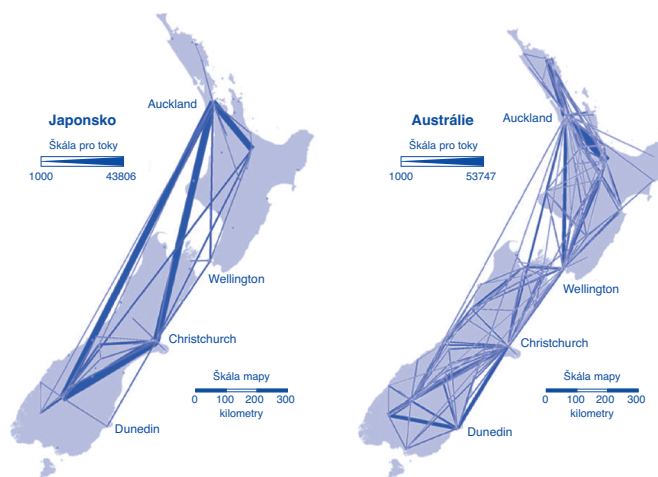 Japonsko
Škála pro toky
1000 43806
Auckland
Wellington
Christchurch
Dunedin
Škála mapy
0 100 200 300
kilometry
Austrálie
Škála pro toky
1000 53747
Auckland
Wellington
Christchurch
Dunedin
Škála mapy
0 100 200 300
kilometry